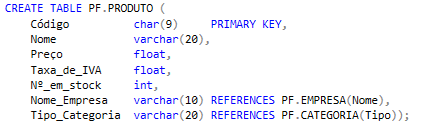 CREATE TABLE PF.PRODUTO (
Código char(9) PRIMARY KEY,
Nome varchar(20),
Preço float,
Taxa_de_IVA float,
Nº_em_stock int,
Nome_Empresa varchar(10) REFERENCES PF.EMPRESA(Nome),
Tipo_Categoria varchar(20) REFERENCES PF.CATEGORIA(Tipo));